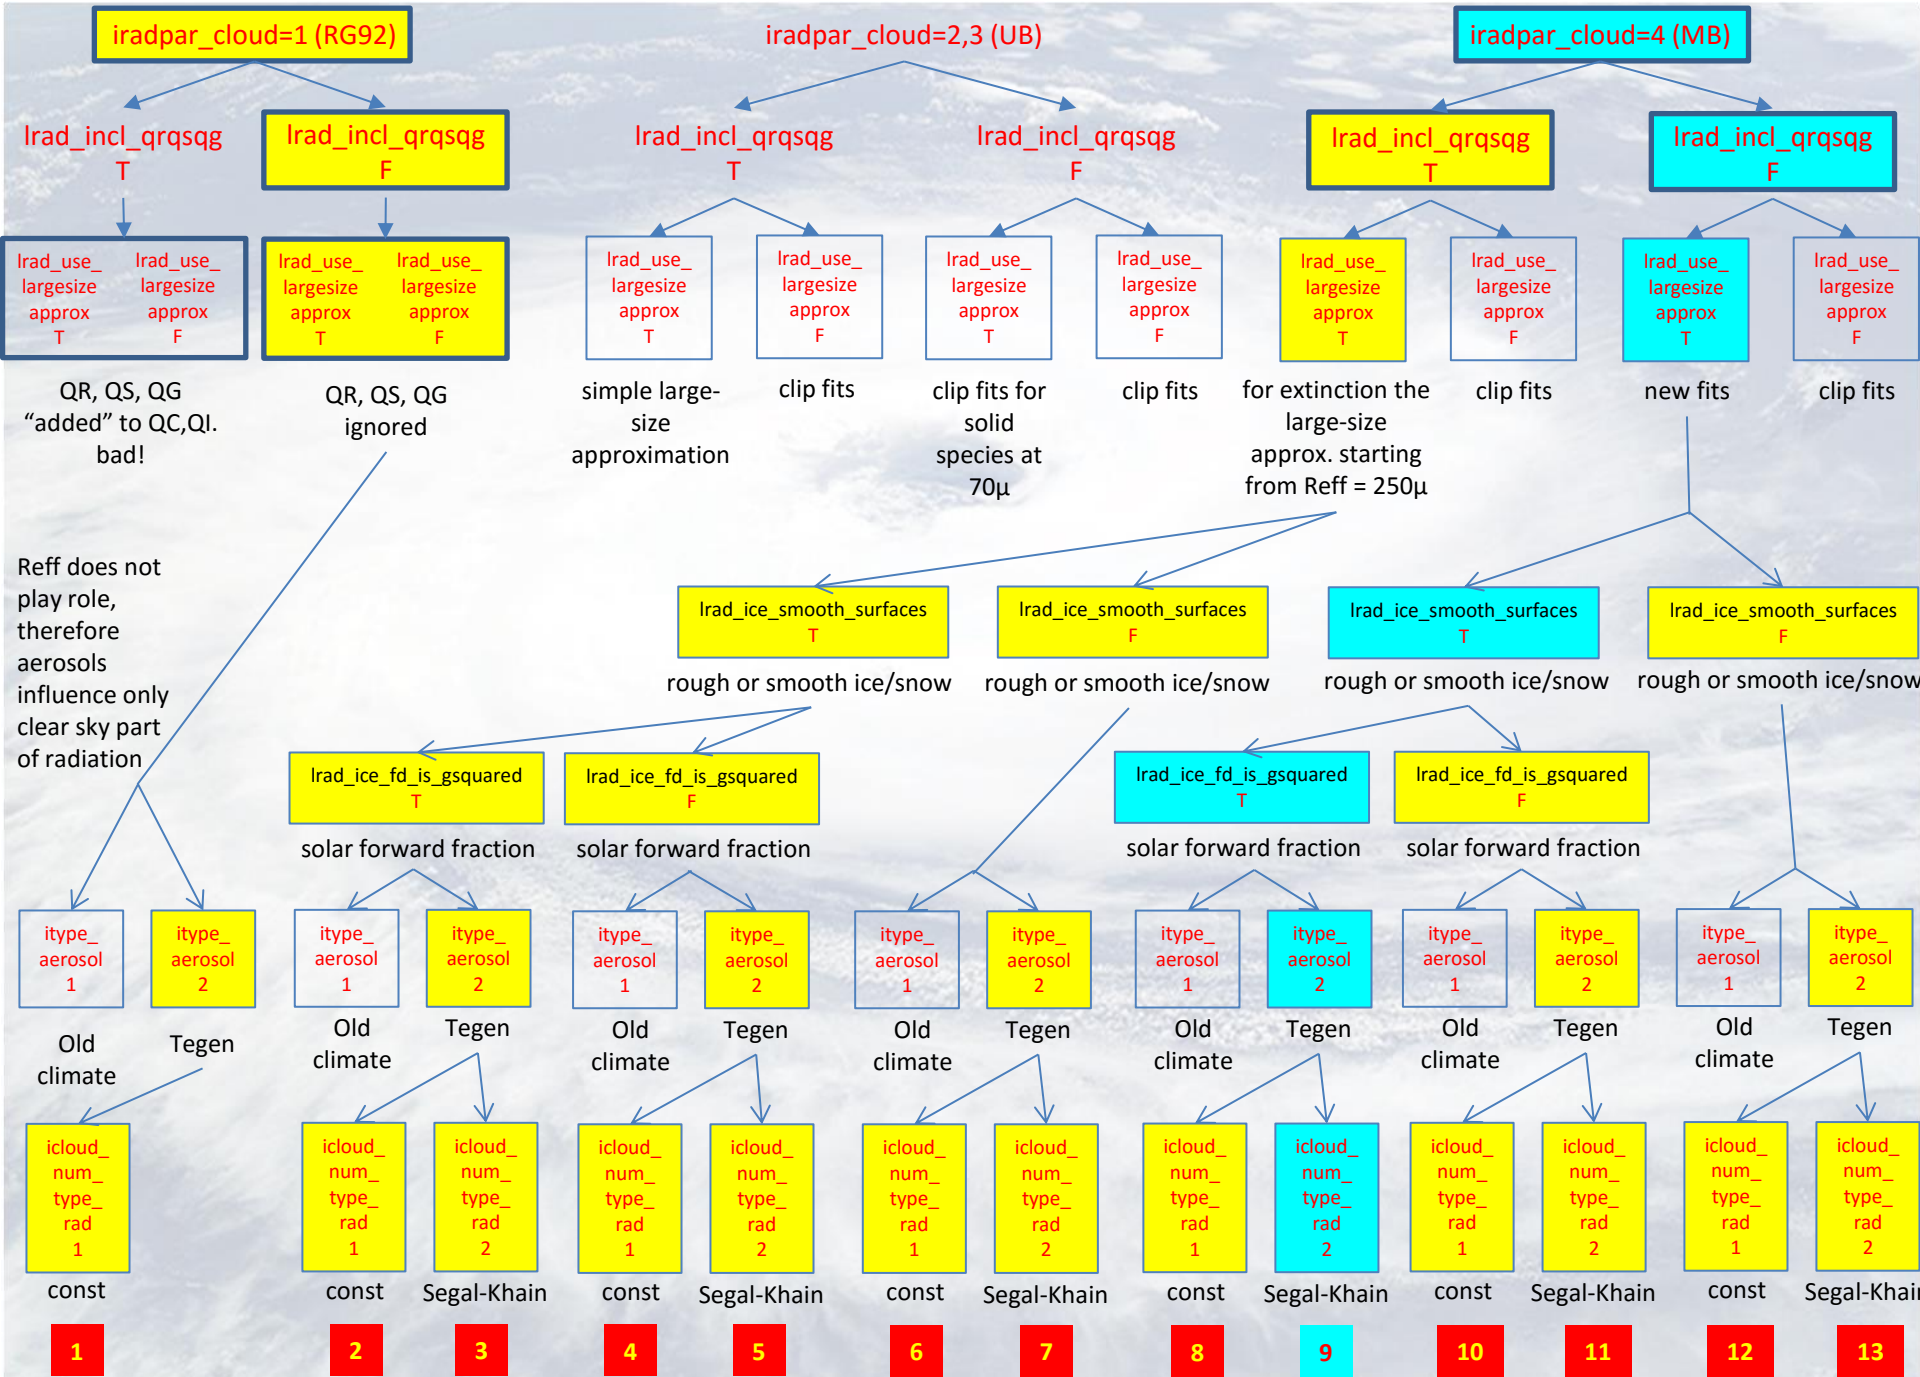 iradpar_cloud=1 (RG92)
iradpar_cloud=2,3 (UB)
iradpar_cloud=4 (MB)
lrad_incl_qrqsqg
T
lrad_incl_qrqsqg
F
lrad_incl_qrqsqg
T
lrad_incl_qrqsqg
F
lrad_incl_qrqsqg
T
lrad_incl_qrqsqg
F
lrad_use_
largesize
approx
T
lrad_use_
largesize
approx
F
lrad_use_
largesize
approx
T
lrad_use_
largesize
approx
F
lrad_use_
largesize
approx
T
lrad_use_
largesize
approx
F
lrad_use_
largesize
approx
T
lrad_use_
largesize
approx
F
lrad_use_
largesize
approx
T
lrad_use_
largesize
approx
F
lrad_use_
largesize
approx
T
lrad_use_
largesize
approx
F
QR, QS, QG
“added” to QC,QI.
bad!
QR, QS, QG
ignored
simple large-
size
approximation
clip fits
clip fits for
solid
species at
70µ
clip fits
for extinction the
large-size
approx. starting
from Reff = 250µ
clip fits
new fits
clip fits
Reff does not
play role,
therefore
aerosols
influence only
clear sky part
of radiation
lrad_ice_smooth_surfaces
T
lrad_ice_smooth_surfaces
F
lrad_ice_smooth_surfaces
T
lrad_ice_smooth_surfaces
F
rough or smooth ice/snow
rough or smooth ice/snow
rough or smooth ice/snow
rough or smooth ice/snow
lrad_ice_fd_is_gsquared
T
lrad_ice_fd_is_gsquared
F
lrad_ice_fd_is_gsquared
T
lrad_ice_fd_is_gsquared
F
solar forward fraction
solar forward fraction
solar forward fraction
solar forward fraction
itype_
aerosol
1
itype_
aerosol
2
itype_
aerosol
1
itype_
aerosol
2
itype_
aerosol
1
itype_
aerosol
2
itype_
aerosol
1
itype_
aerosol
2
itype_
aerosol
1
itype_
aerosol
2
itype_
aerosol
1
itype_
aerosol
2
itype_
aerosol
1
itype_
aerosol
2
Old
climate
Tegen
Old
climate
Tegen
Old
climate
Tegen
Old
climate
Tegen
Old
climate
Tegen
Old
climate
Tegen
Old
climate
Tegen
icloud_
num_
type_
rad
1
icloud_
num_
type_
rad
1
icloud_
num_
type_
rad
2
icloud_
num_
type_
rad
1
icloud_
num_
type_
rad
2
icloud_
num_
type_
rad
1
icloud_
num_
type_
rad
2
icloud_
num_
type_
rad
1
icloud_
num_
type_
rad
2
icloud_
num_
type_
rad
1
icloud_
num_
type_
rad
2
icloud_
num_
type_
rad
1
icloud_
num_
type_
rad
2
const
const
Segal-Khain
const
Segal-Khain
const
Segal-Khain
const
Segal-Khain
const
Segal-Khain
const
Segal-Khain
1
2
3
4
5
6
7
8
9
10
11
12
13